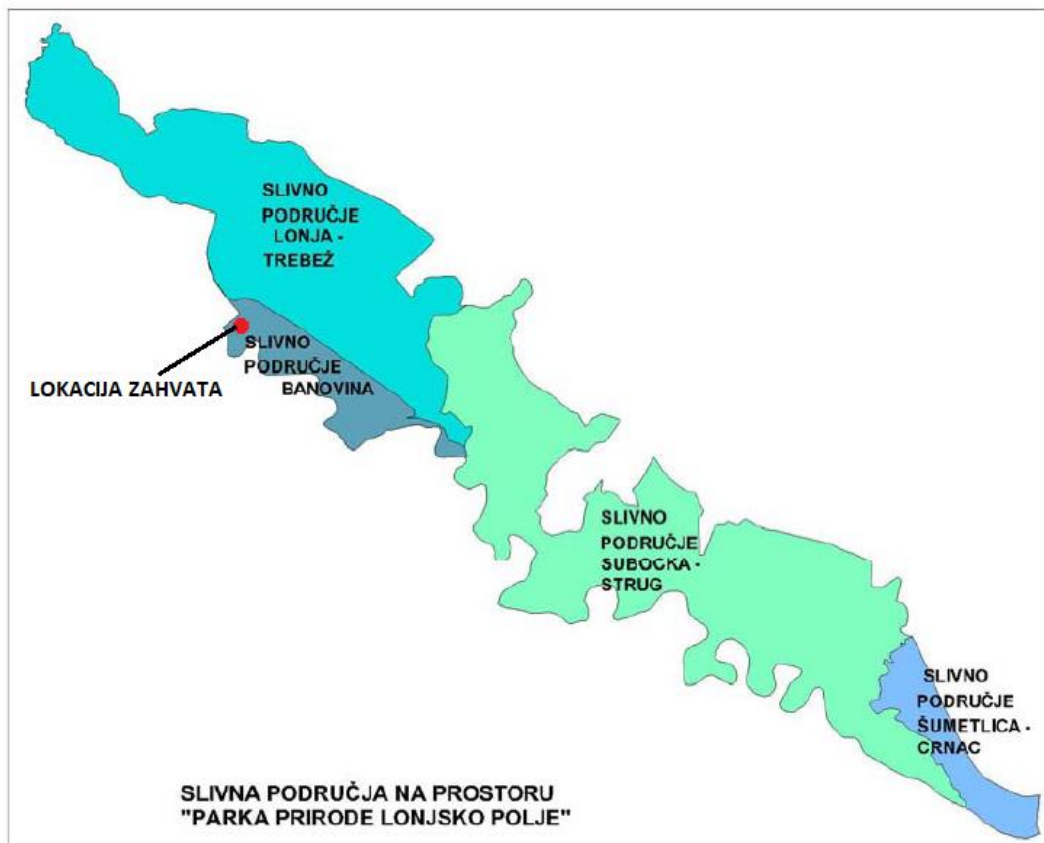 SLIVNO
PODRUČJE
LONJA -
TREBEŽ
SLIVNO
PODRUČJE
BANOVINA
LOKACIJA ZAHVATA
SLIVNO
PODRUČJE
SUBOCKA -
STRUG
SLIVNO
PODRUČJE
ŠUMETLICA -
CRNAC
SLIVNA PODRUČJA NA PROSTORU
"PARKA PRIRODE LONJSKO POLJE"